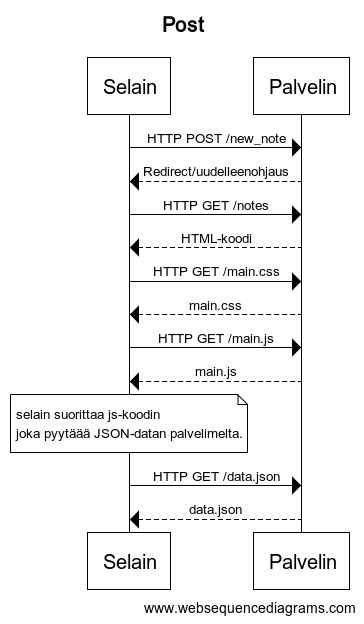 Post
Selain
Palvelin
HTTP POST /new_note
Redirect/uudelleenohjaus
HTTP GET /notes
HTML-koodi
HTTP GET /main.css
main.css
HTTP GET /main.js
main.js
selain suorittaa js-koodin
joka pyytäää JSON-datan palvelimelta.
HTTP GET /data.json
data.json
Selain
Palvelin
www.websequencediagrams.com